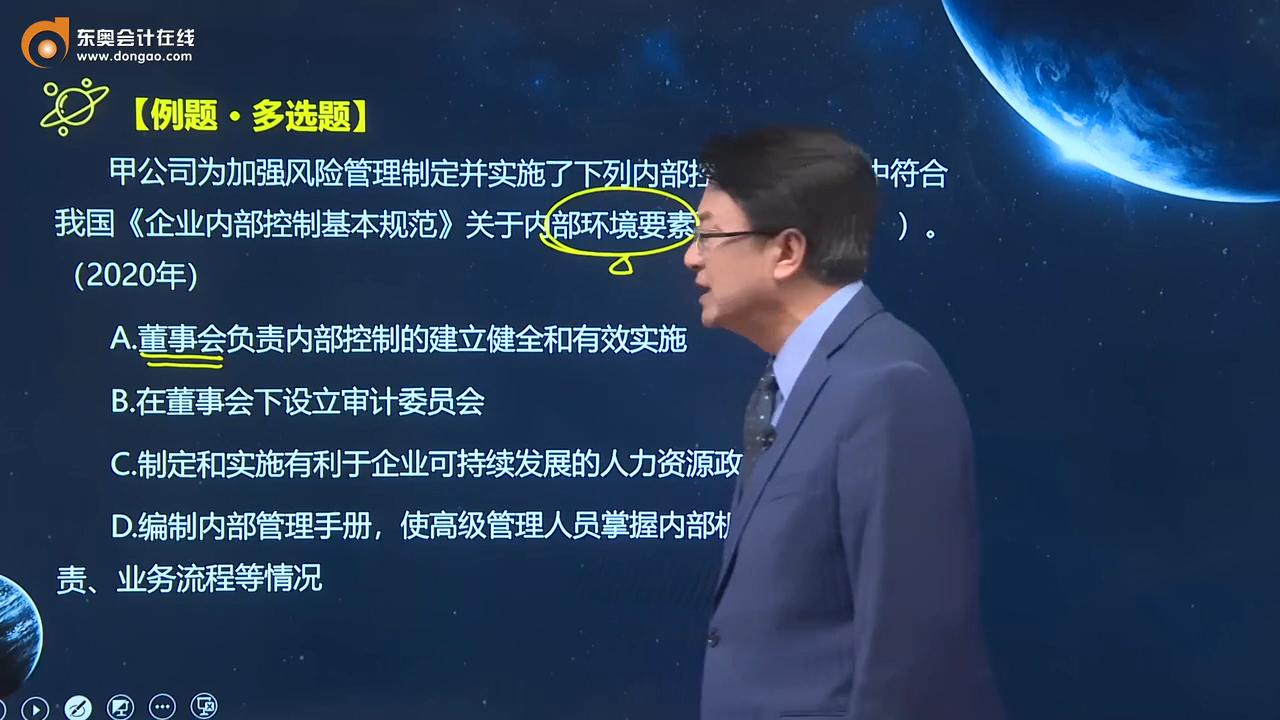 东奥会计在线
www.dongao.com
【例题·多选题】
甲公司为加强风险管理制定并实施了下列内部控
中符合
我国《企业内部控制基本规范》关于内部环境要素
）。
（2020年）
A.董事会负责内部控制的建立健全和有效实施
B.在董事会下设立审计委员会
C.制定和实施有利于企业可持续发展的人力资源政
D.编制内部管理手册，使高级管理人员掌握内部机
责、业务流程等情况